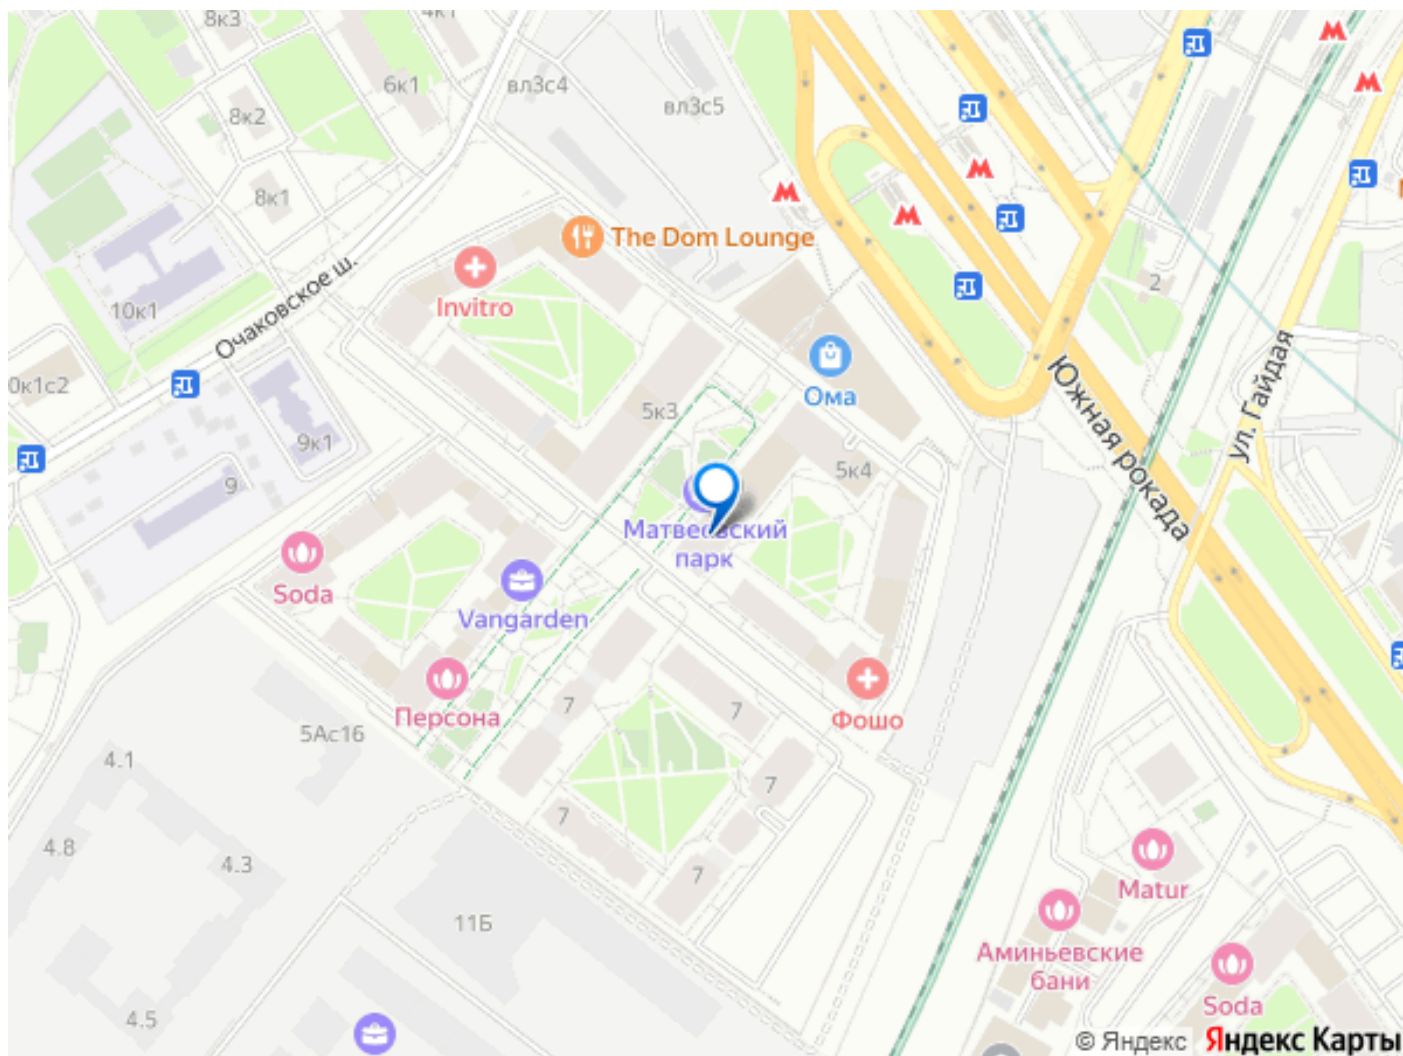 8к3
4к1
6к1
вл3с4
вл3с5
8к2
8к1
The Dom Lounge
Invitro
10к1
Очаковское ш.
2
0к1с2
Ома
Южная рокада
ул. Гайдая
5к3
9к1
5к4
9
Матвеевский
парк
Soda
Vangarden
Персона
7
7
Фошо
5Ас16
4.1
7
7
4.8
4.3
7
Matur
11Б
Аминьевские
бани
Soda
4.5
© Яндекс Яндекс Карты